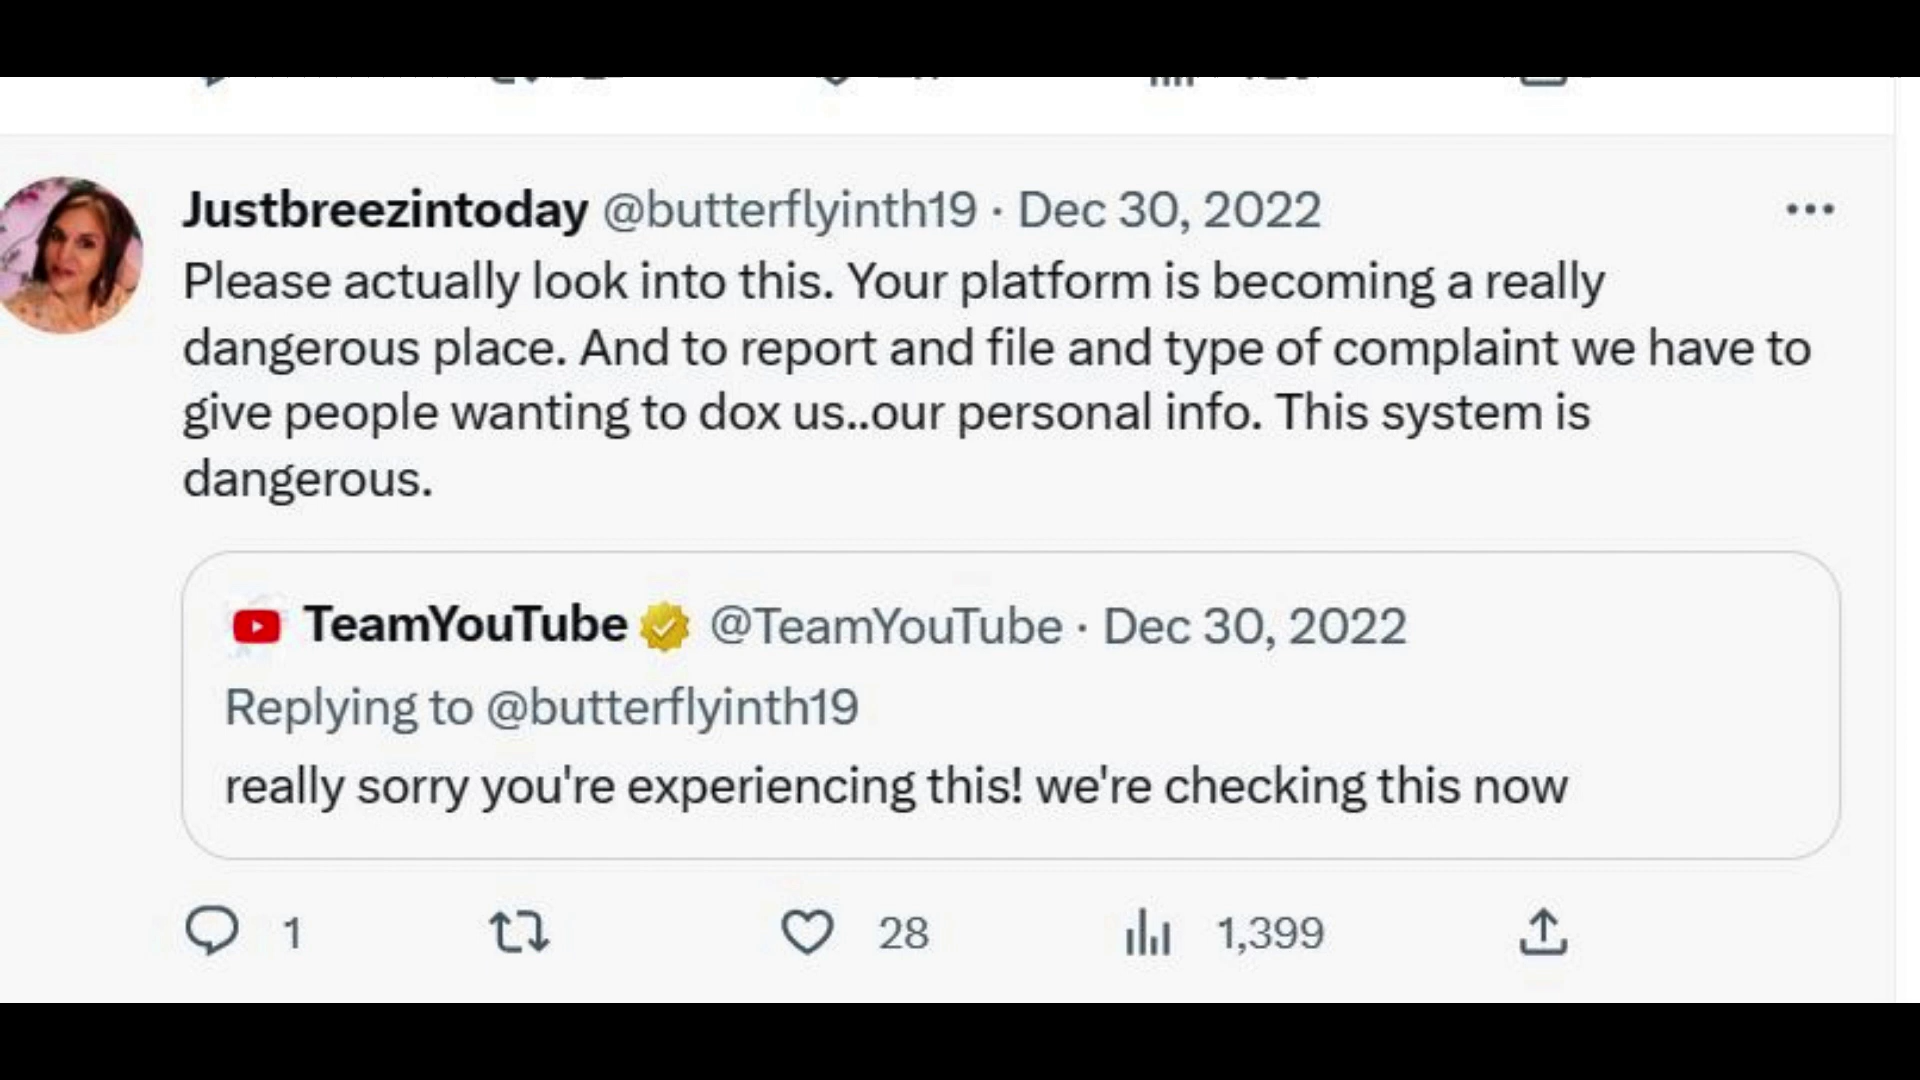 Justbreezintoday @butterflyinth19 · Dec 30, 2022
Please actually look into this. Your platform is becoming a really
dangerous place. And to report and file and type of complaint we have to
give people wanting to dox us..our personal info. This system is
dangerous.
TeamYouTube @TeamYouTube · Dec 30, 2022
Replying to @butterflyinth19
really sorry you're experiencing this! we're checking this now
1 28 1,399